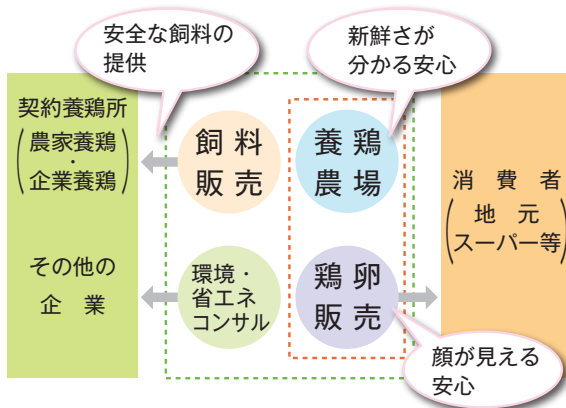 安全な飼料の
提供
新鮮さが
分かる安心
契約養鶏所
(農家養鶏
・
企業養鶏)
その他の
企業
飼料
販売
養鶏
農場
環境・
省エネ
コンサル
鶏卵
販売
消費者
(地元
スーパー等)
顔が見える
安心